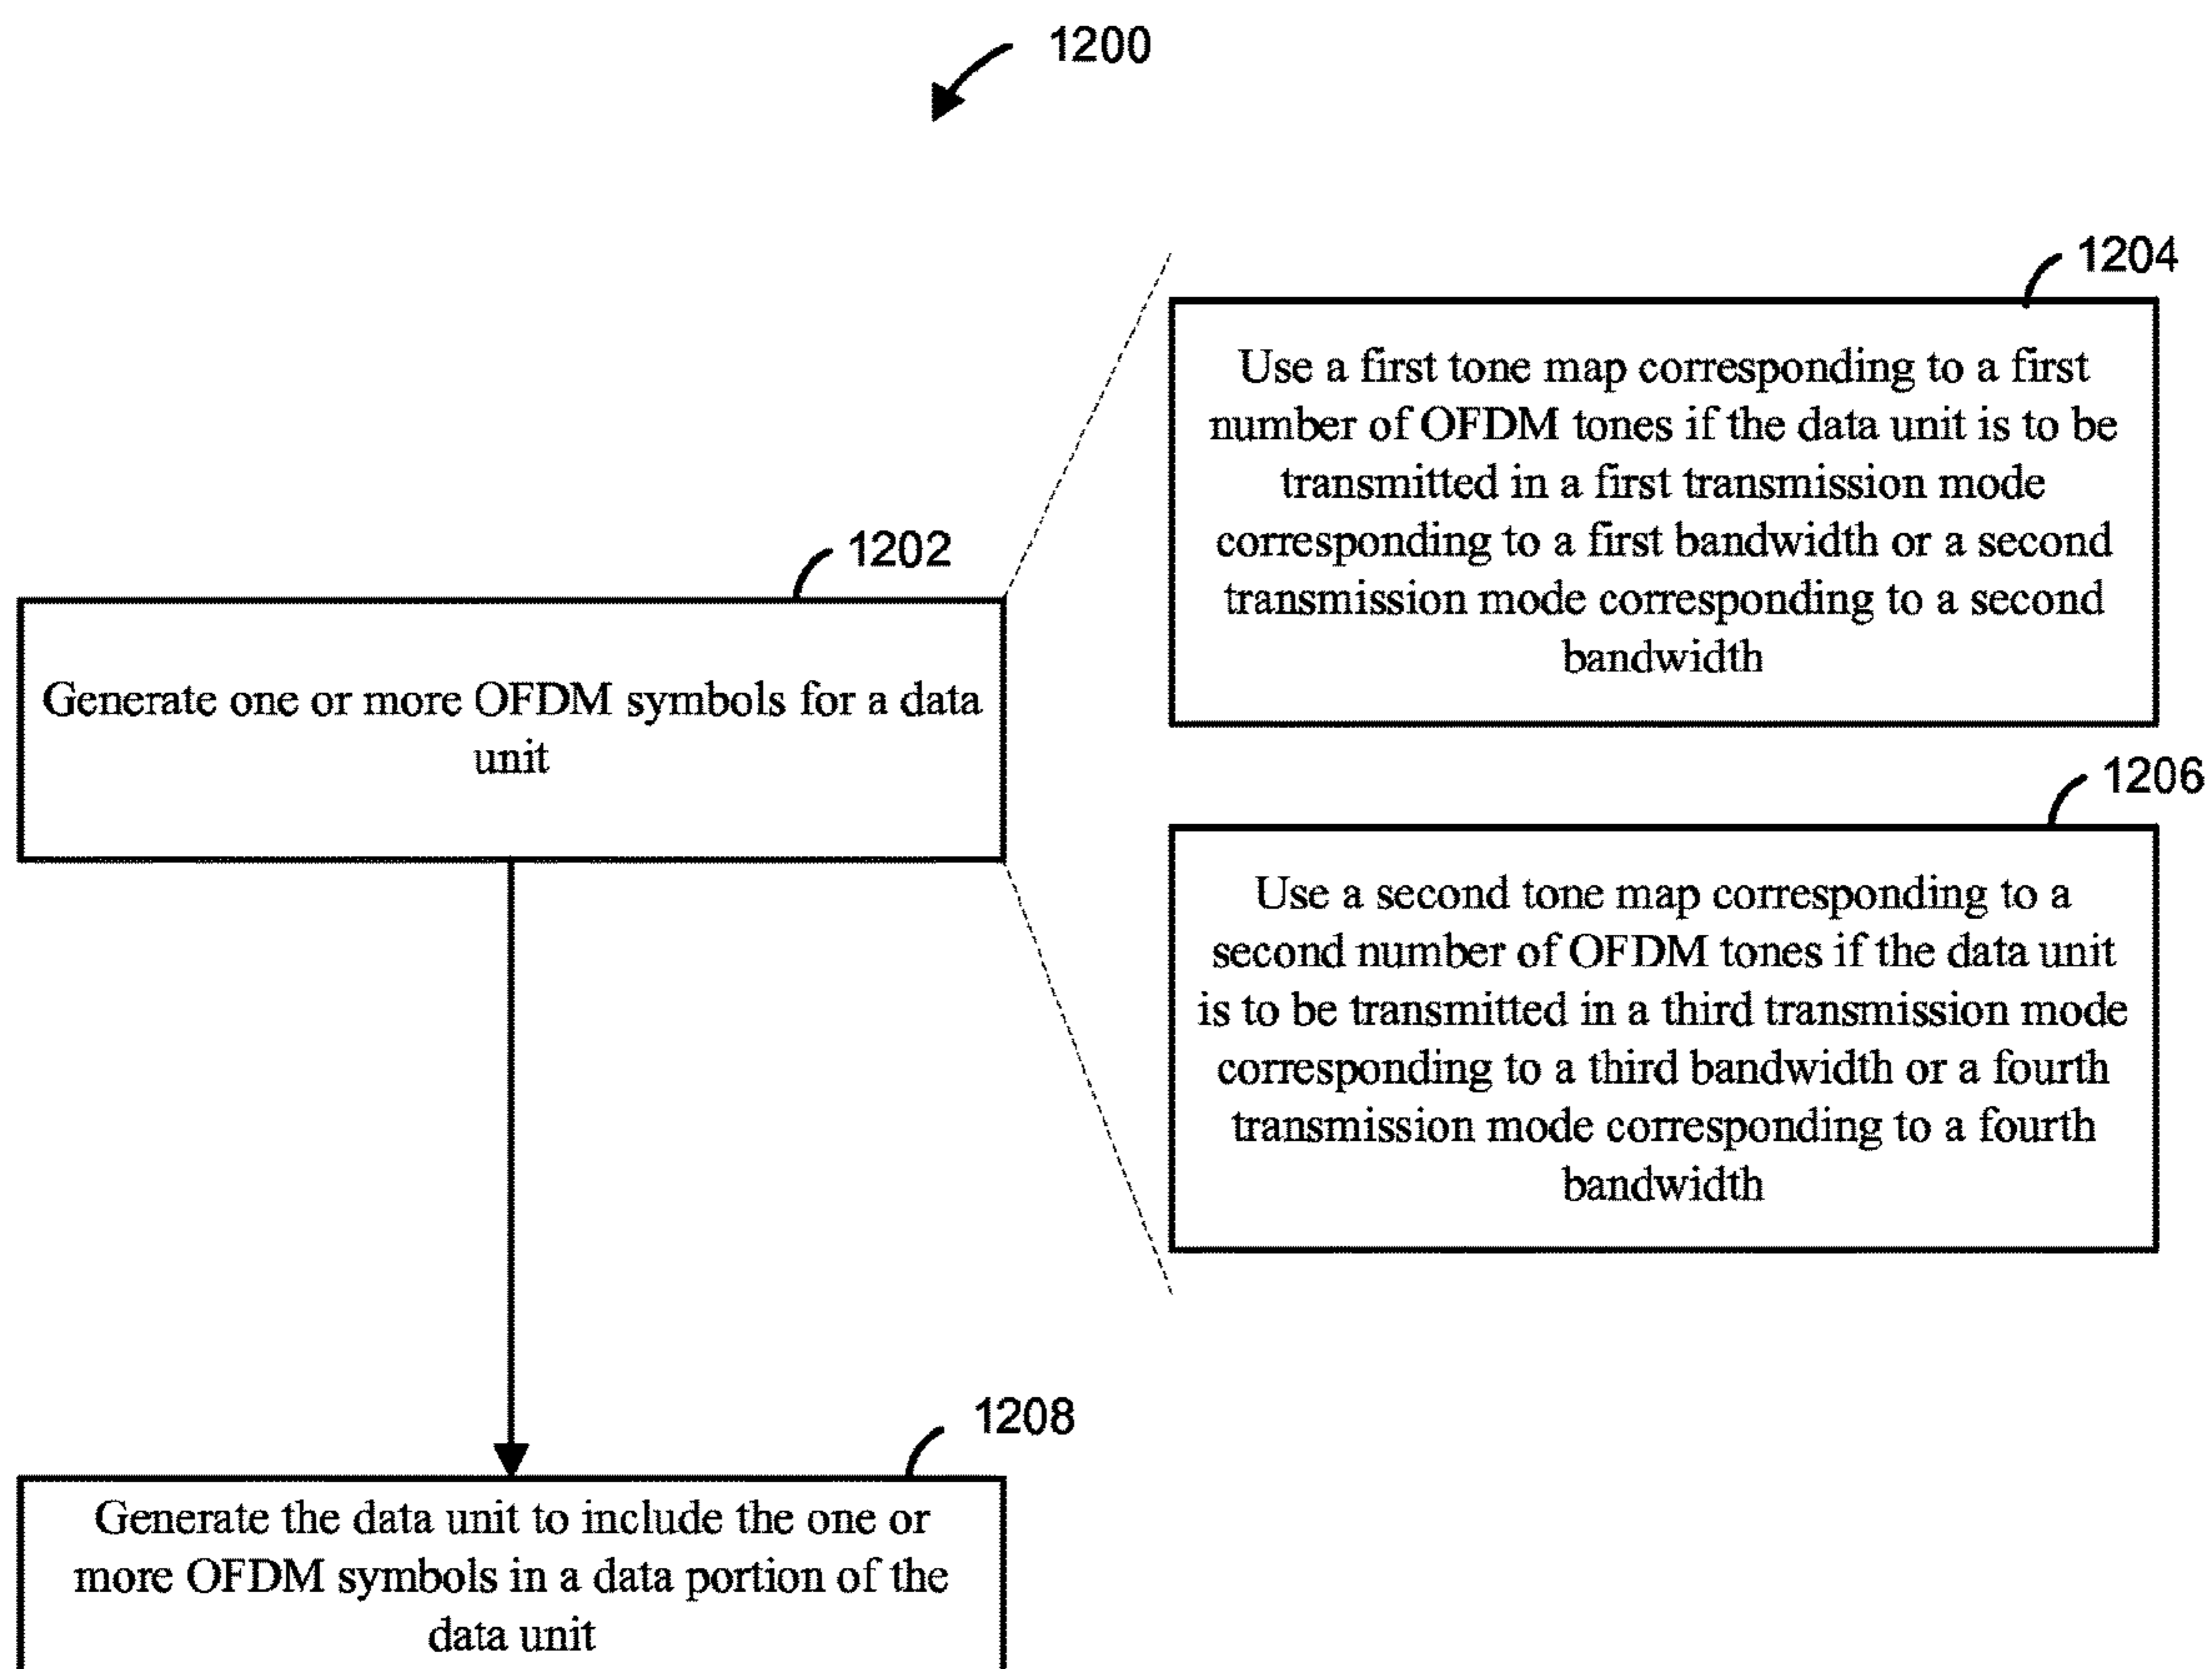 1200
1202
Generate one or more OFDM symbols for a data
unit
1204
Use a first tone map corresponding to a first
number of OFDM tones if the data unit is to be
transmitted in a first transmission mode
corresponding to a first bandwidth or a second
transmission mode corresponding to a second
bandwidth
1206
Use a second tone map corresponding to a
second number of OFDM tones if the data unit
is to be transmitted in a third transmission mode
corresponding to a third bandwidth or a fourth
transmission mode corresponding to a fourth
bandwidth
1208
Generate the data unit to include the one or
more OFDM symbols in a data portion of the
data unit